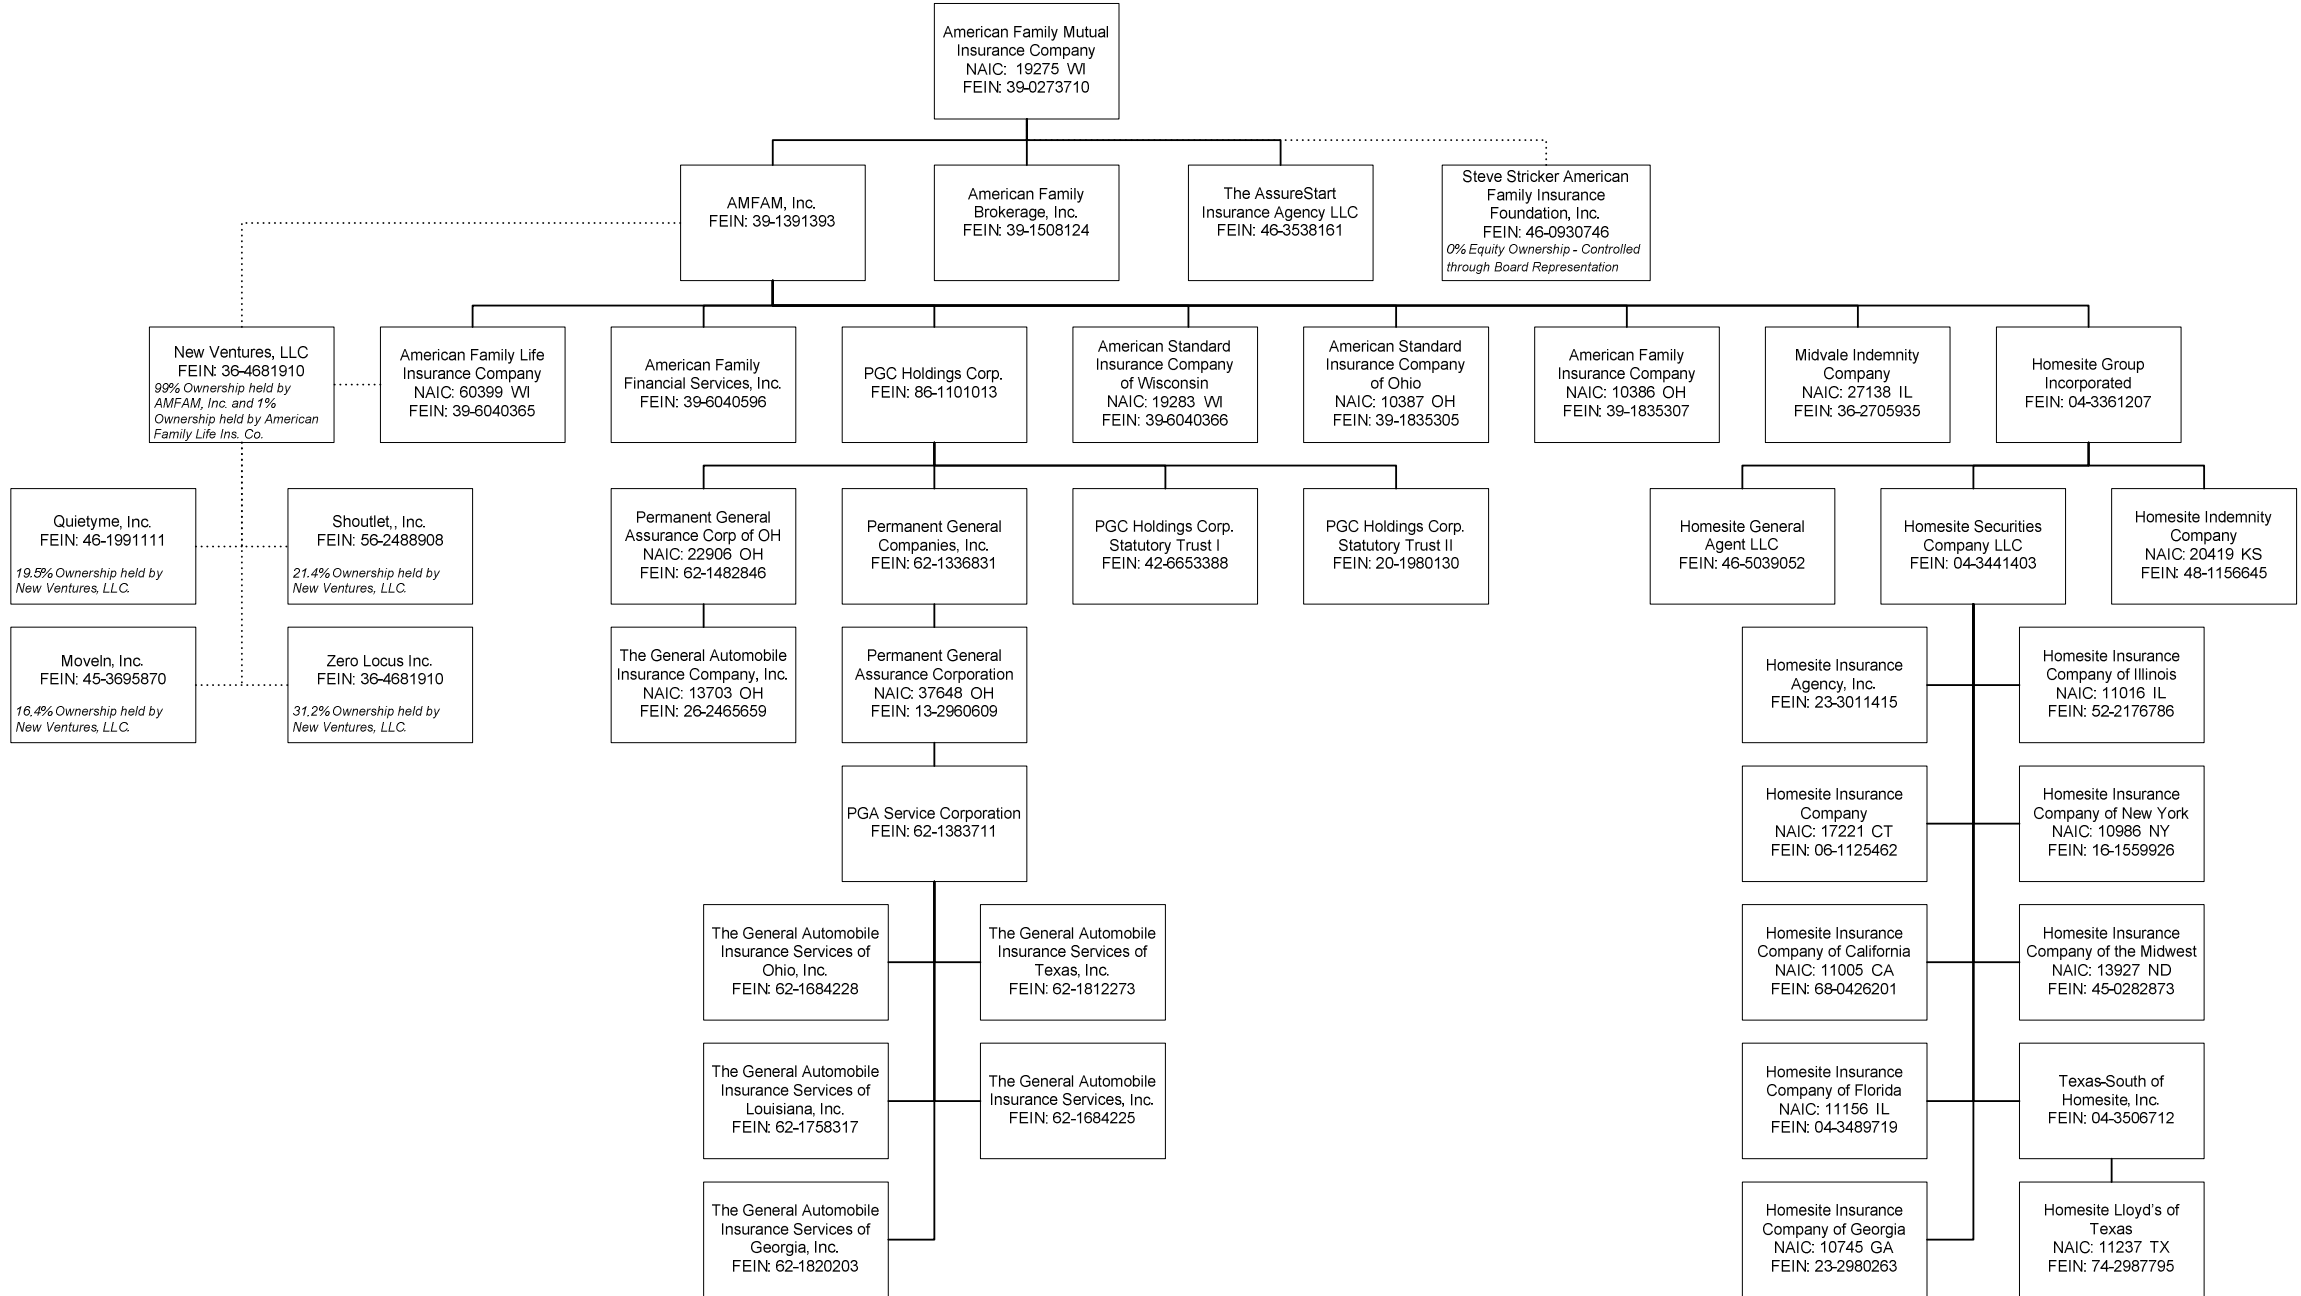 American Family Mutual
Insurance Company
NAIC: 19275 WI
FEIN: 39-0273710
AMFAM, Inc.
FEIN: 39-1391393
American Family
Brokerage, Inc.
FEIN: 39-1508124
The AssureStart
Insurance Agency LLC
FEIN: 46-3538161
Steve Stricker American
Family Insurance
Foundation, Inc.
FEIN: 46-0930746
0% Equity Ownership - Controlled
through Board Representation
New Ventures, LLC
FEIN: 36-4681910
99% Ownership held by
AMFAM, Inc. and 1%
Ownership held by American
Family Life Ins. Co.
American Family Life
Insurance Company
NAIC: 60399 WI
FEIN: 39-6040365
American Family
Financial Services, Inc.
FEIN: 39-6040596
PGC Holdings Corp.
FEIN: 86-1101013
American Standard
Insurance Company
of Wisconsin
NAIC: 19283 WI
FEIN: 39-6040366
American Standard
Insurance Company
of Ohio
NAIC: 10387 OH
FEIN: 39-1835305
American Family
Insurance Company
NAIC: 10386 OH
FEIN: 39-1835307
Midvale Indemnity
Company
NAIC: 27138 IL
FEIN: 36-2705935
Homesite Group
Incorporated
FEIN: 04-3361207
Quietyme, Inc.
FEIN: 46-1991111
19.5% Ownership held by
New Ventures, LLC.
Shoutlet,, Inc.
FEIN: 56-2488908
21.4% Ownership held by
New Ventures, LLC.
Permanent General
Assurance Corp of OH
NAIC: 22906 OH
FEIN: 62-1482846
Permanent General
Companies, Inc.
FEIN: 62-1336831
PGC Holdings Corp.
Statutory Trust I
FEIN: 42-6653388
PGC Holdings Corp.
Statutory Trust II
FEIN: 20-1980130
Homesite General
Agent LLC
FEIN: 46-5039052
Homesite Securities
Company LLC
FEIN: 04-3441403
Homesite Indemnity
Company
NAIC: 20419 KS
FEIN: 48-1156645
MoveIn, Inc.
FEIN: 45-3695870
16.4% Ownership held by
New Ventures, LLC.
Zero Locus Inc.
FEIN: 36-4681910
31.2% Ownership held by
New Ventures, LLC.
The General Automobile
Insurance Company, Inc.
NAIC: 13703 OH
FEIN: 26-2465659
Permanent General
Assurance Corporation
NAIC: 37648 OH
FEIN: 13-2960609
Homesite Insurance
Agency, Inc.
FEIN: 23-3011415
Homesite Insurance
Company of Illinois
NAIC: 11016 IL
FEIN: 52-2176786
PGA Service Corporation
FEIN: 62-1383711
Homesite Insurance
Company
NAIC: 17221 CT
FEIN: 06-1125462
Homesite Insurance
Company of New York
NAIC: 10986 NY
FEIN: 16-1559926
The General Automobile
Insurance Services of
Ohio, Inc.
FEIN: 62-1684228
The General Automobile
Insurance Services of
Texas, Inc.
FEIN: 62-1812273
Homesite Insurance
Company of California
NAIC: 11005 CA
FEIN: 68-0426201
Homesite Insurance
Company of the Midwest
NAIC: 13927 ND
FEIN: 45-0282873
The General Automobile
Insurance Services of
Louisiana, Inc.
FEIN: 62-1758317
The General Automobile
Insurance Services, Inc.
FEIN: 62-1684225
Homesite Insurance
Company of Florida
NAIC: 11156 IL
FEIN: 04-3489719
Texas-South of
Homesite, Inc.
FEIN: 04-3506712
The General Automobile
Insurance Services of
Georgia, Inc.
FEIN: 62-1820203
Homesite Insurance
Company of Georgia
NAIC: 10745 GA
FEIN: 23-2980263
Homesite Lloyd's of
Texas
NAIC: 11237 TX
FEIN: 74-2987795